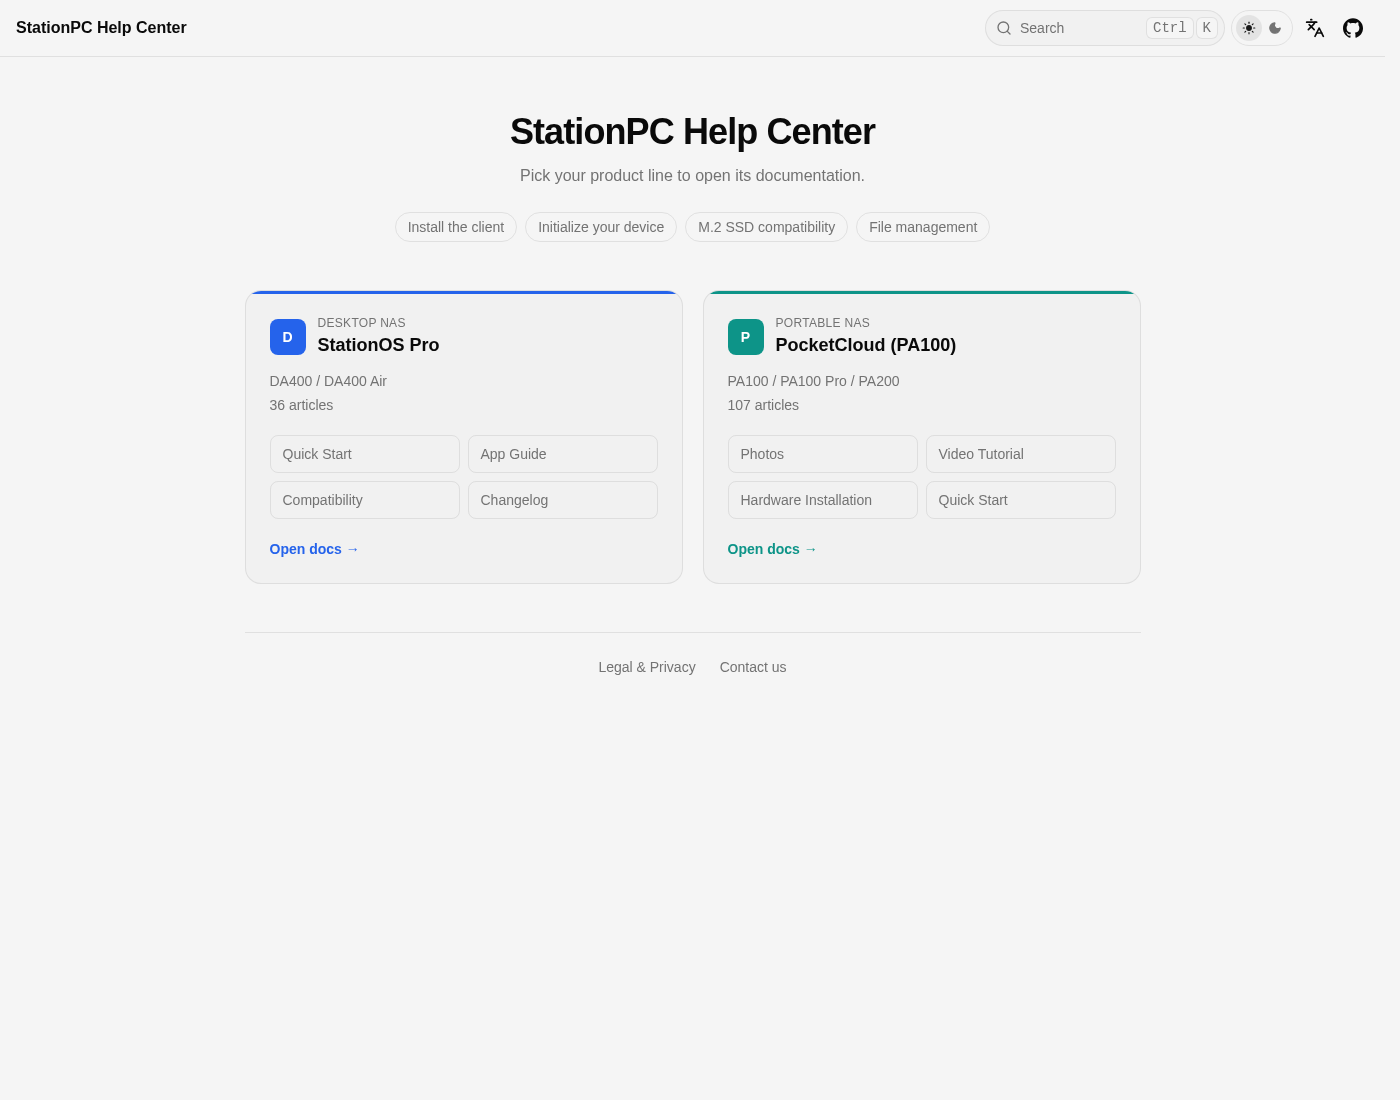 StationPC Help Center
Search Ctrl K
StationPC Help Center
Pick your product line to open its documentation.
Install the client
Initialize your device
M.2 SSD compatibility
File management
D
DESKTOP NAS
StationOS Pro
DA400 / DA400 Air
36 articles
Quick Start
App Guide
Compatibility
Changelog
Open docs →
P
PORTABLE NAS
PocketCloud (PA100)
PA100 / PA100 Pro / PA200
107 articles
Photos
Video Tutorial
Hardware Installation
Quick Start
Open docs →
Legal & Privacy
Contact us